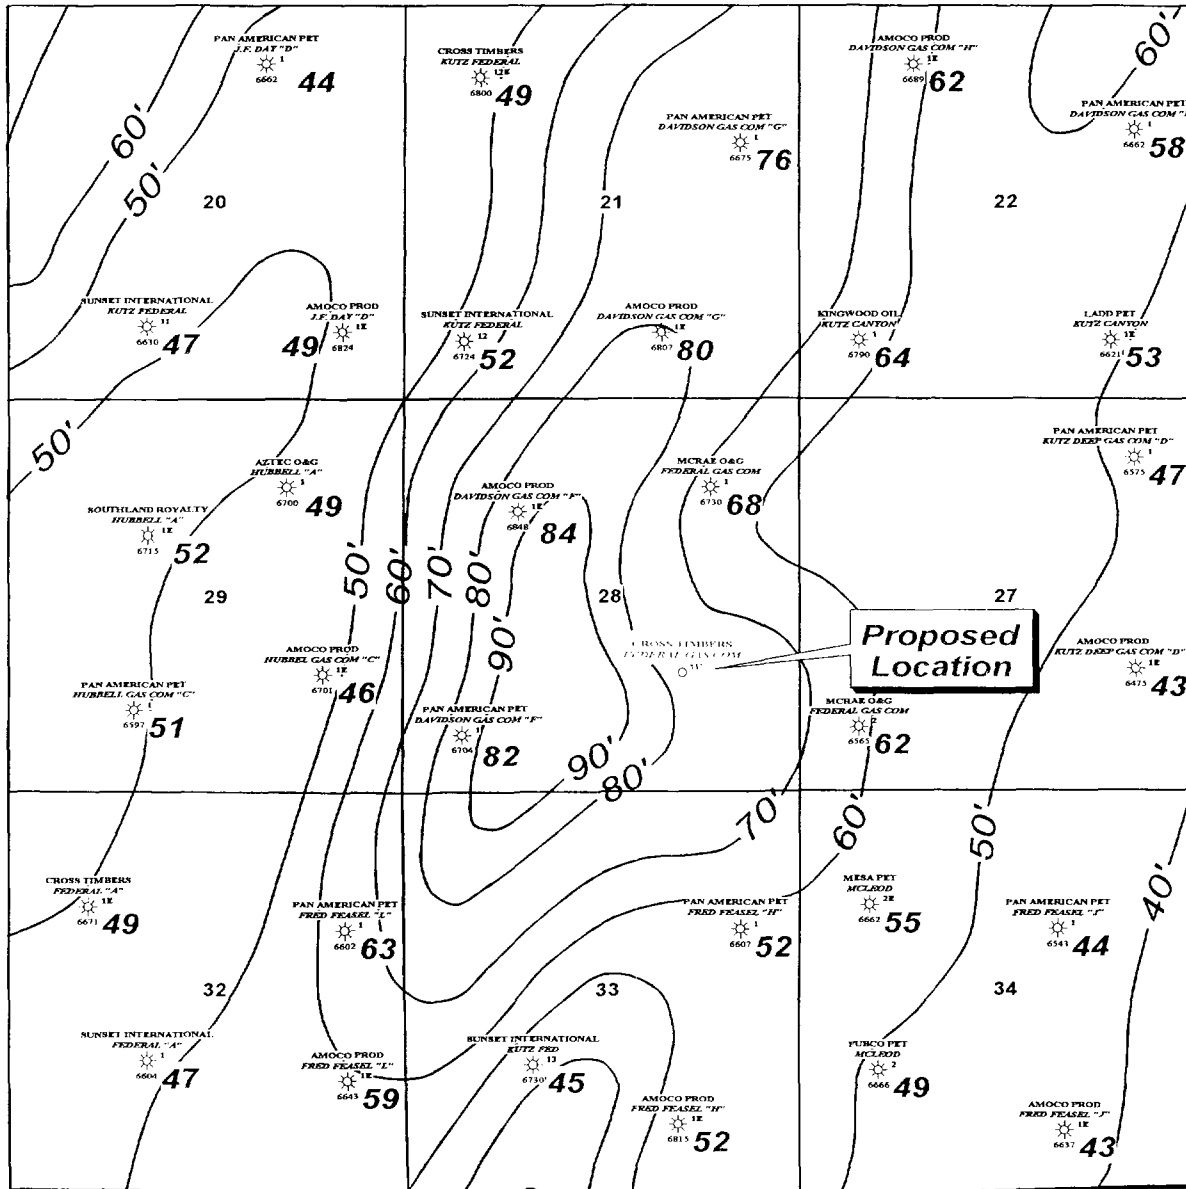 PAN AMERICAN PET
J.F. DAY "D"
1
6662
44
CROSS TIMBERS
KUTZ FEDERAL
12E
6800
49
AMOCO PROD
DAVIDSON GAS COM "H"
1E
6689
62
60'
PAN AMERICAN PET
1
6662
58
PAN AMERICAN PET
DAVIDSON GAS COM "G"
1
6675
76
60'
50'
20
21
22
SUNSET INTERNATIONAL
KUTZ FEDERAL
11
6630
47
AMOCO PROD
J.F. DAY "D"
1E
6824
49
SUNSET INTERNATIONAL
KUTZ FEDERAL
12
6724
52
AMOCO PROD
DAVIDSON GAS COM "G"
1E
6807
80
KINGWOOD OIL
KUTZ CANYON
1
6790
64
LADD PET
KUTZ CANYON
1E
6621
53
50'
AZTEC O&G
HUBBELL "A"
1
6700
49
SOUTHLAND ROYALTY
HUBBELL "A"
1E
6715
52
AMOCO PROD
DAVIDSON GAS COM "F"
1E
6848
84
MCRAE O&G
FEDERAL GAS COM
1
6730
68
PAN AMERICAN PET
KUTZ DEEP GAS COM "D"
1
6575
47
50'
60'
70'
80'
90'
29
28
27
CROSS TIMBERS
FEDERAL GAS COM
Proposed
Location
AMOCO PROD
HUBBEL GAS COM "C"
1E
6701
46
PAN AMERICAN PET
HUBBELL GAS COM "C"
1
6597
51
PAN AMERICAN PET
DAVIDSON GAS COM "F"
1
6704
82
MCRAE O&G
FEDERAL GAS COM
2
6565
62
AMOCO PROD
KUTZ DEEP GAS COM "D"
1E
6475
43
90'
80'
70'
60'
50'
40'
CROSS TIMBERS
FEDERAL "A"
1E
6671
49
PAN AMERICAN PET
FRED FEASEL "L"
1
6602
63
PAN AMERICAN PET
FRED FEASEL "H"
1
6607
52
MESA PET
MCLEOD
2E
6662
55
PAN AMERICAN PET
FRED FEASEL "J"
1
6543
44
32
33
34
SUNSET INTERNATIONAL
FEDERAL "A"
1
6604
47
AMOCO PROD
FRED FEASEL "L"
1E
6643
59
SUNSET INTERNATIONAL
KUTZ FED
13
6730
45
AMOCO PROD
FRED FEASEL "H"
1E
6815
52
PUBCO PET
MCLEOD
2
6666
49
AMOCO PROD
FRED FEASEL "J"
1E
6637
43